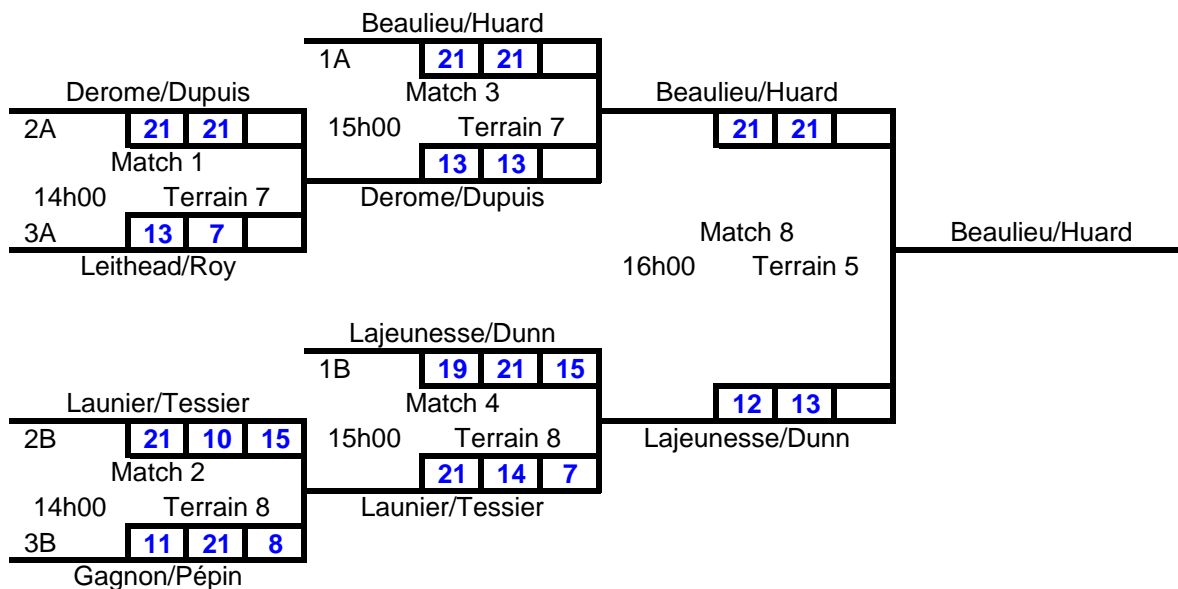 Beaulieu/Huard
1A 21 21
Derome/Dupuis Match 3 Beaulieu/Huard
2A 21 21 15h00 Terrain 7 21 21
Match 1 13 13
14h00 Terrain 7 Derome/Dupuis
3A 13 7 Match 8 Beaulieu/Huard
Leithead/Roy 16h00 Terrain 5
Lajeunesse/Dunn
1B 19 21 15
Launier/Tessier Match 4 12 13
2B 21 10 15 15h00 Terrain 8 Lajeunesse/Dunn
Match 2 21 14 7
14h00 Terrain 8 Launier/Tessier
3B 11 21 8
Gagnon/Pépin